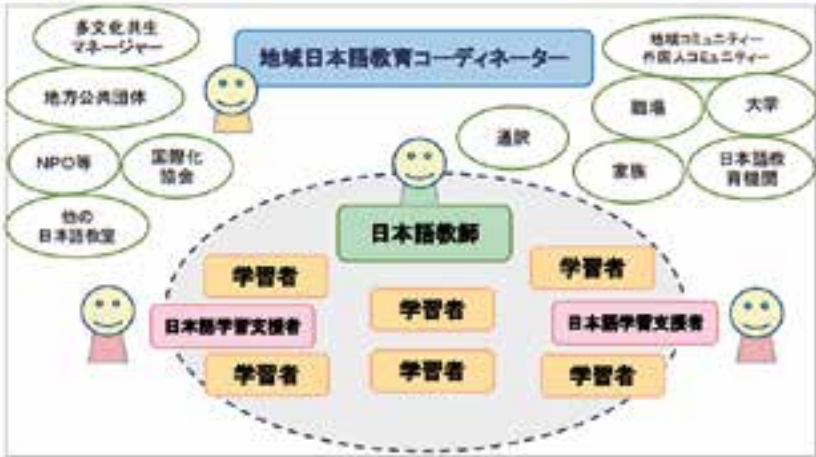 多文化共生
マネージャー
地域日本語教育コーディネーター
地域コミュニティー
外国人コミュニティー
地方公共団体
職場
大学
通訳
NPO等
国際化
協会
家族
日本語教
育機関
他の
日本語教室
日本語教師
学習者
学習者
学習者
日本語学習支援者
日本語学習支援者
学習者
学習者
学習者